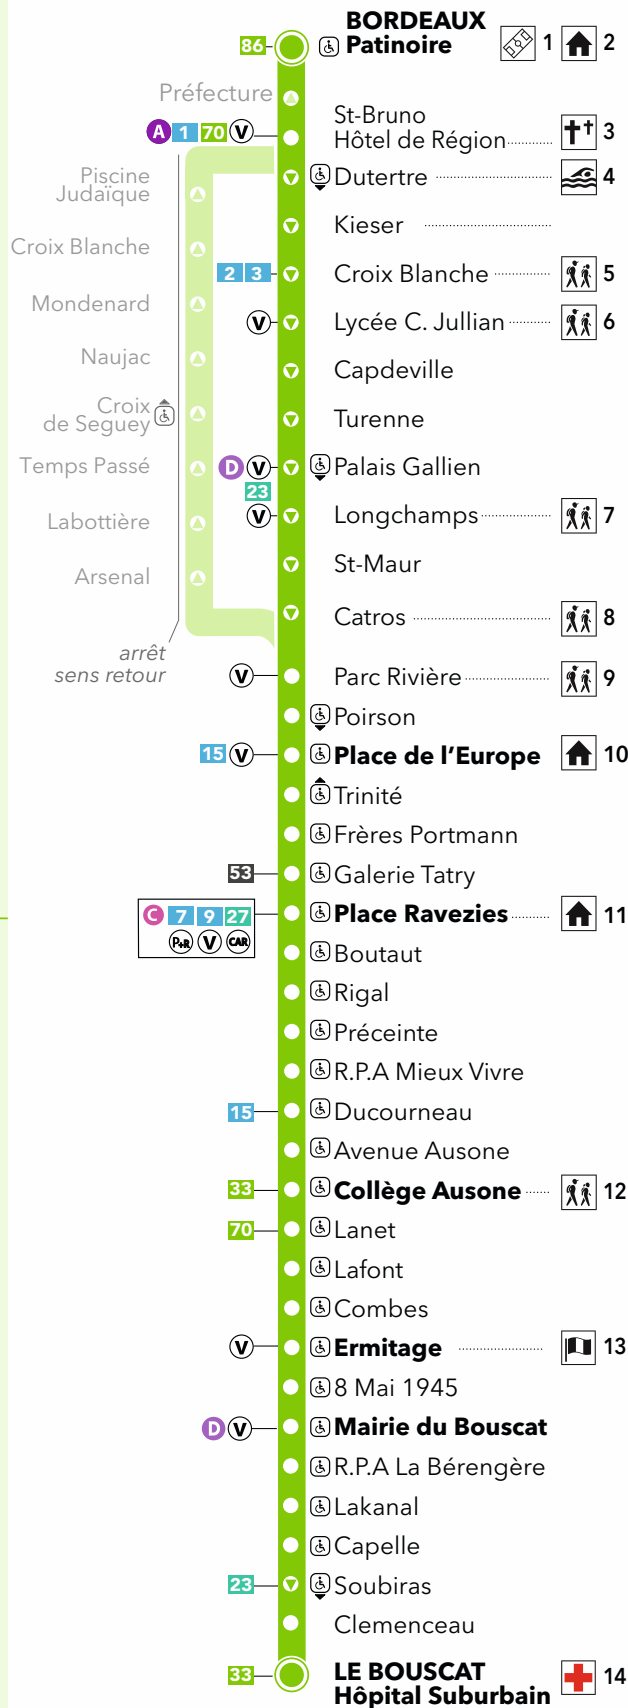 86 BORDEAUX
Patinoire 1 2
Préfecture
St-Bruno
A 1 70 V Hôtel de Région 3
Piscine
Judaïque
Dutertre 4
Kieser
Croix Blanche
2 3 Croix Blanche 5
Mondenard
V Lycée C. Jullian 6
Naujac
Capdeville
Croix
de Seguey
Turenne
Temps Passé
D V Palais Gallien
23
Labottière
V Longchamps 7
Arsenal
St-Maur
Catros 8
arrêt
sens retour
V Parc Rivière 9
Poirson
15 V Place de l’Europe 10
Trinité
Frères Portmann
53 Galerie Tatry
C 7 9 27 Place Ravezies 11
P+R V CAR
Boutaut
Rigal
Préceinte
R.P.A Mieux Vivre
15 Ducourneau
Avenue Ausone
33 Collège Ausone 12
70 Lanet
Lafont
Combes
V Ermitage 13
8 Mai 1945
D V Mairie du Bouscat
R.P.A La Bérengère
Lakanal
Capelle
23 Soubiras
Clemenceau
33 LE BOUSCAT
Hôpital Suburbain 14